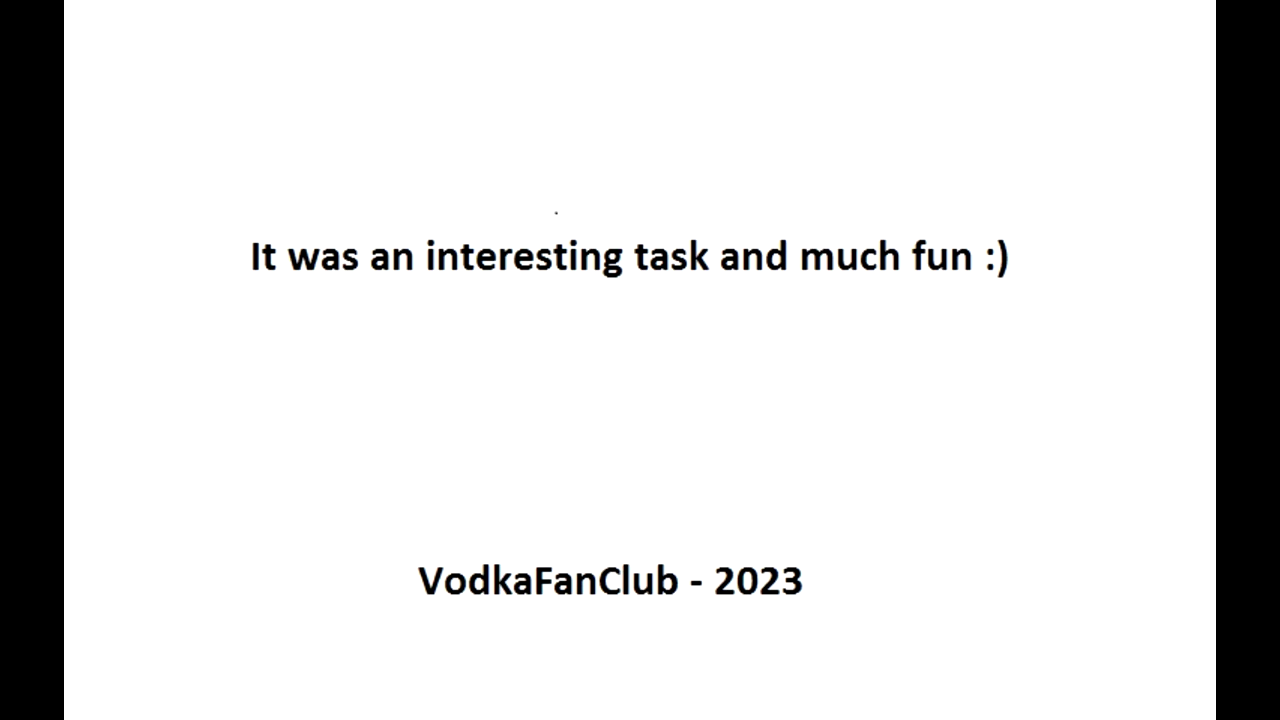 It was an interesting task and much fun :)
VodkaFanClub - 2023